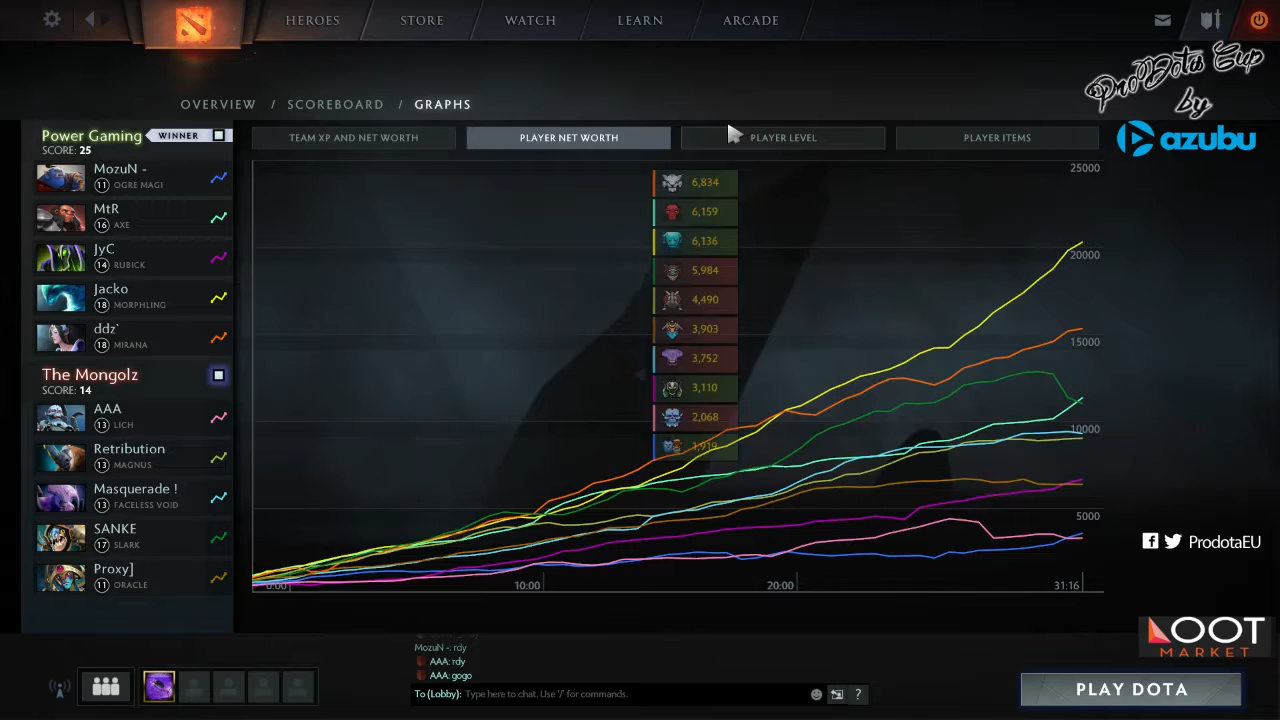 HEROES STORE WATCH LEARN ARCADE
ProDota Cup
by
azubu
OVERVIEW / SCOREBOARD / GRAPHS
Power Gaming WINNER
SCORE: 25
MozuN -
11 OGRE MAGI
MtR
16 AXE
JyC
14 RUBICK
Jacko
18 MORPHLING
ddz`
18 MIRANA
The Mongolz
SCORE: 14
AAA
13 LICH
Retribution
13 MAGNUS
Masquerade !
13 FACELESS VOID
SANKE
17 SLARK
Proxy]
11 ORACLE
TEAM XP AND NET WORTH PLAYER NET WORTH PLAYER LEVEL PLAYER ITEMS
25000
20000
15000
10000
5000
6,834
6,159
6,136
5,984
4,490
3,903
3,752
3,110
2,068
1,919
0:00 10:00 20:00 31:16
ProdotaEU
LOOT
MARKET
MozuN -: rdy
AAA: rdy
AAA: gogo
To (Lobby): Type here to chat. Use '/' for commands.
?
PLAY DOTA